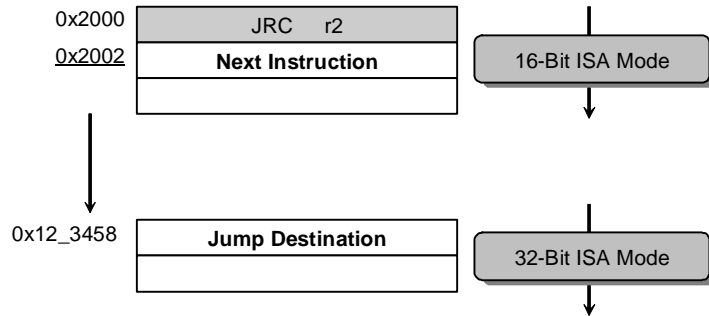 0x2000 JRC r2
0x2002 Next Instruction 16-Bit ISA Mode
0x12_3458 Jump Destination
32-Bit ISA Mode